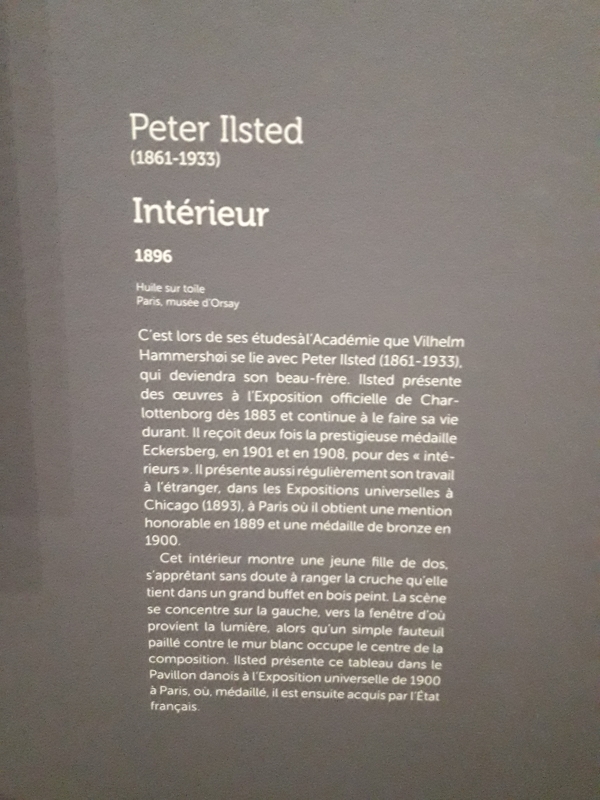 Peter Ilsted
(1861-1933)
Intérieur
1896
Huile sur toile
Paris, musée d'Orsay
C'est lors de ses étudesàl'Académie que Vilhelm
Hammershøi se lie avec Peter Ilsted (1861-1933),
qui deviendra son beau-frère. Ilsted présente
des œuvres à l'Exposition officielle de Char-
lottenborg dès 1883 et continue à le faire sa vie
durant. Il reçoit deux fois la prestigieuse médaille
Eckersberg, en 1901 et en 1908, pour des « inté-
rieurs ». Il présente aussi régulièrement son travail
à l'étranger, dans les Expositions universelles à
Chicago (1893), à Paris où il obtient une mention
honorable en 1889 et une médaille de bronze en
1900.
Cet intérieur montre une jeune fille de dos,
s'apprêtant sans doute à ranger la cruche qu'elle
tient dans un grand buffet en bois peint. La scène
se concentre sur la gauche, vers la fenêtre d'où
provient la lumière, alors qu'un simple fauteuil
paillé contre le mur blanc occupe le centre de la
composition. Ilsted présente ce tableau dans le
Pavillon danois à l'Exposition universelle de 1900
à Paris, où, médaillé, il est ensuite acquis par l'État
français.